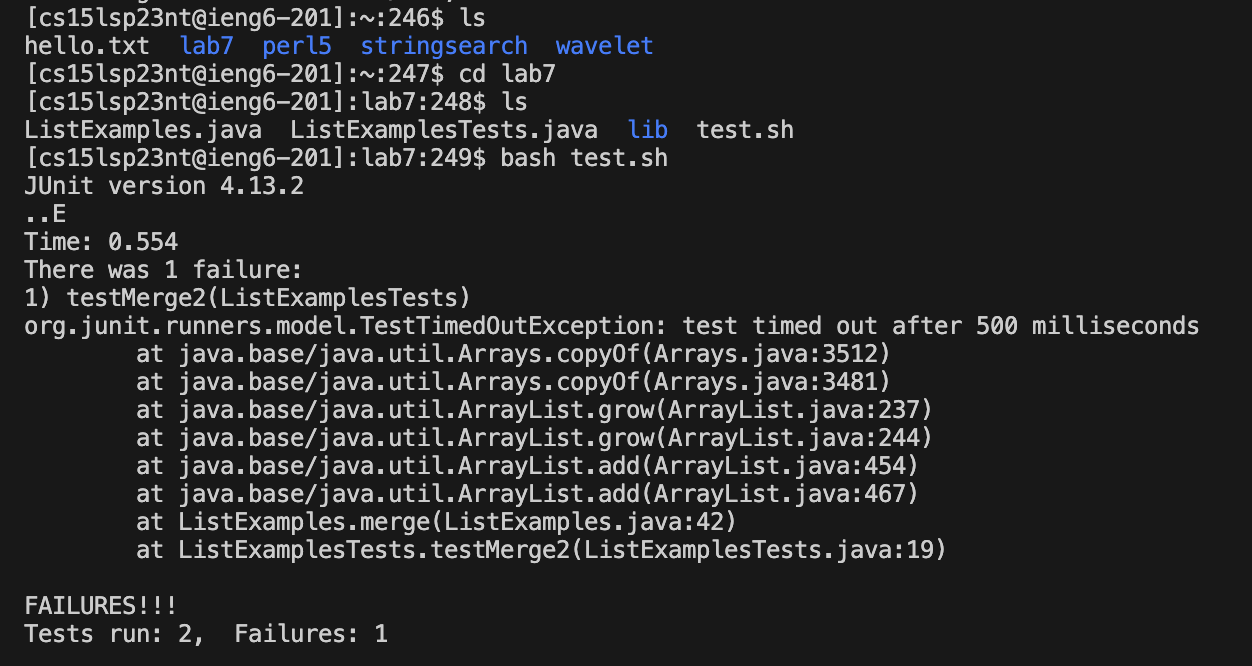 [cs15lsp23nt@ieng6-201]:~:246$ ls
hello.txt  lab7  perl5  stringsearch  wavelet
[cs15lsp23nt@ieng6-201]:~:247$ cd lab7
[cs15lsp23nt@ieng6-201]:lab7:248$ ls
ListExamples.java  ListExamplesTests.java  lib  test.sh
[cs15lsp23nt@ieng6-201]:lab7:249$ bash test.sh
JUnit version 4.13.2
..E
Time: 0.554
There was 1 failure:
1) testMerge2(ListExamplesTests)
org.junit.runners.model.TestTimedOutException: test timed out after 500 milliseconds
        at java.base/java.util.Arrays.copyOf(Arrays.java:3512)
        at java.base/java.util.Arrays.copyOf(Arrays.java:3481)
        at java.base/java.util.ArrayList.grow(ArrayList.java:237)
        at java.base/java.util.ArrayList.grow(ArrayList.java:244)
        at java.base/java.util.ArrayList.add(ArrayList.java:454)
        at java.base/java.util.ArrayList.add(ArrayList.java:467)
        at ListExamples.merge(ListExamples.java:42)
        at ListExamplesTests.testMerge2(ListExamplesTests.java:19)
FAILURES!!!
Tests run: 2,  Failures: 1